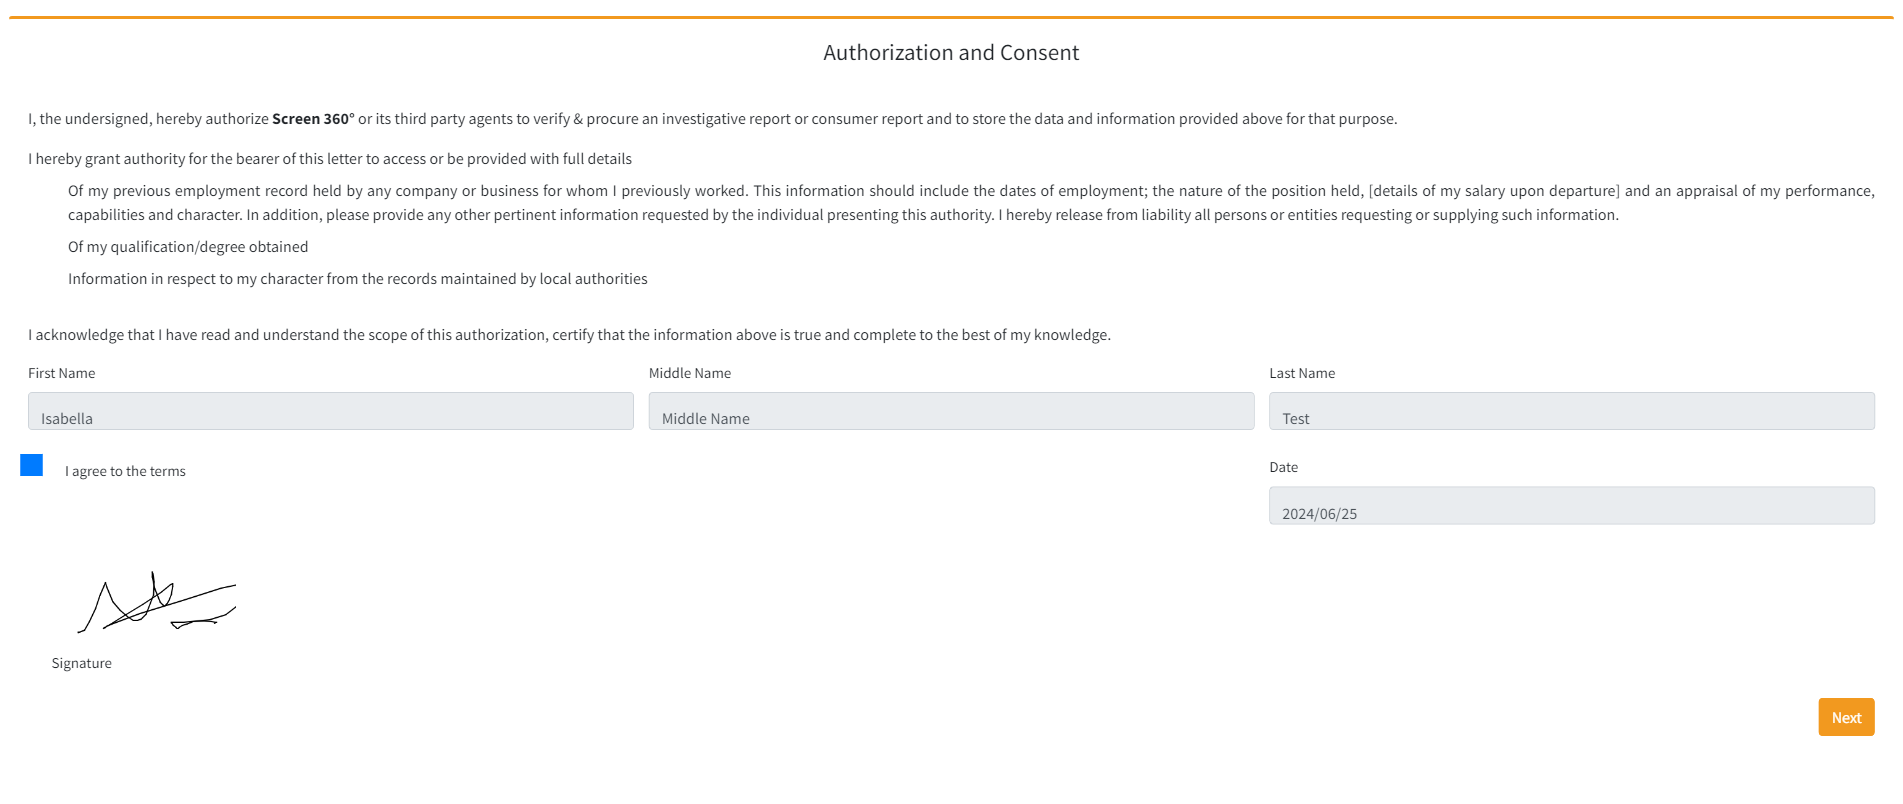 Authorization and Consent
I, the undersigned, hereby authorize Screen 360° or its third party agents to verify & procure an investigative report or consumer report and to store the data and information provided above for that purpose.
I hereby grant authority for the bearer of this letter to access or be provided with full details
Of my previous employment record held by any company or business for whom I previously worked. This information should include the dates of employment; the nature of the position held, [details of my salary upon departure] and an appraisal of my performance,
capabilities and character. In addition, please provide any other pertinent information requested by the individual presenting this authority. I hereby release from liability all persons or entities requesting or supplying such information.
Of my qualification/degree obtained
Information in respect to my character from the records maintained by local authorities
I acknowledge that I have read and understand the scope of this authorization, certify that the information above is true and complete to the best of my knowledge.
First Name Middle Name Last Name
Isabella Middle Name Test
I agree to the terms Date
2024/06/25
Signature
Next